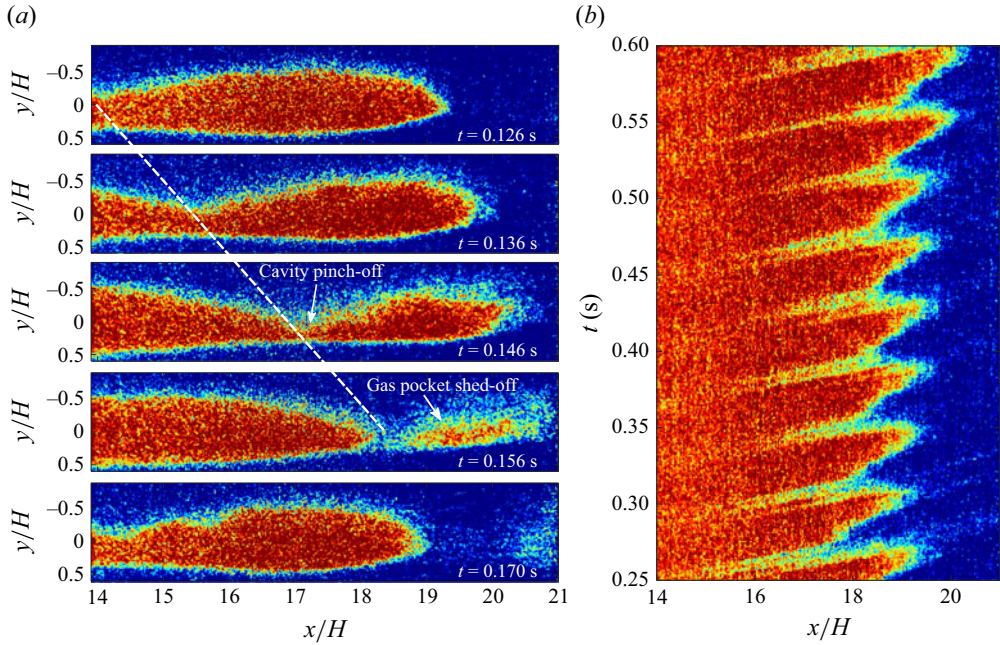 (a)
(b)
y/H
–0.5
0
0.5
t = 0.126 s
y/H
–0.5
0
0.5
t = 0.136 s
y/H
–0.5
0
0.5
Cavity pinch-off
t = 0.146 s
y/H
–0.5
0
0.5
Gas pocket shed-off
t = 0.156 s
y/H
–0.5
0
0.5
t = 0.170 s
14 15 16 17 18 19 20 21
x/H
t (s)
0.60
0.55
0.50
0.45
0.40
0.35
0.30
0.25
14 16 18 20
x/H